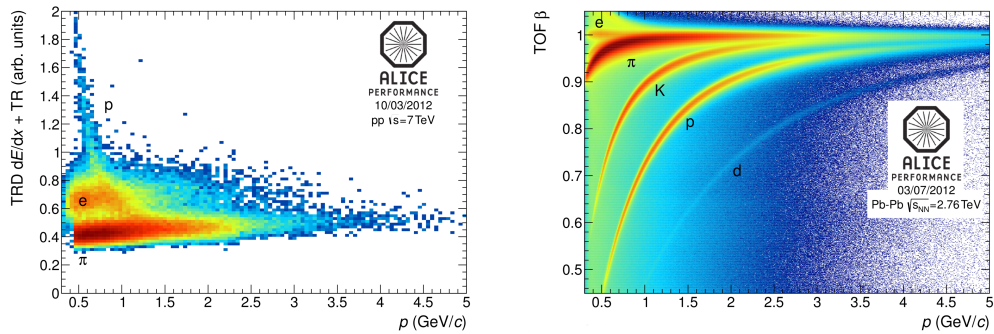 TRD dE/dx + TR (arb. units)
2
1.8
1.6
1.4
1.2
1
0.8
0.6
0.4
0.2
0
p
e
π
ALICE
PERFORMANCE
10/03/2012
pp √s=7TeV
0.5 1 1.5 2 2.5 3 3.5 4 4.5 5
p (GeV/c)
TOF β
1
0.9
0.8
0.7
0.6
0.5
e
π
K
p
d
ALICE
PERFORMANCE
03/07/2012
Pb-Pb √sNN=2.76TeV
0.5 1 1.5 2 2.5 3 3.5 4 4.5 5
p (GeV/c)